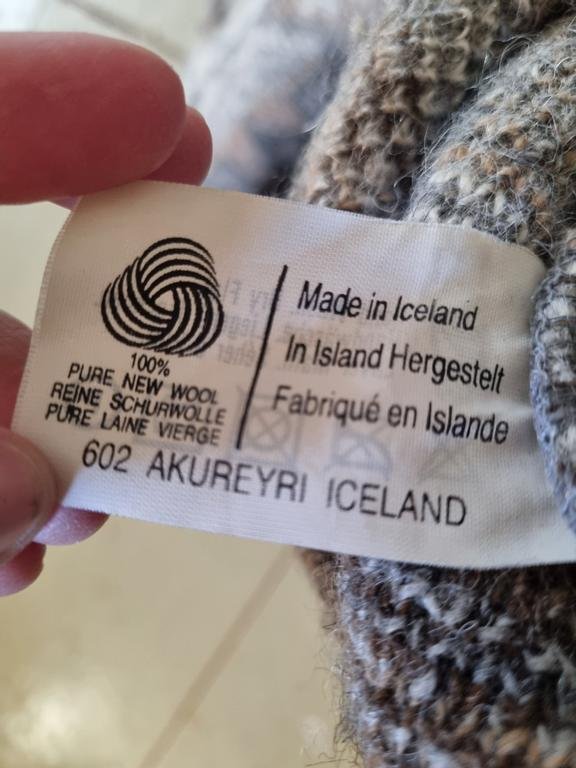 100%
PURE NEW WOOL
REINE SCHURWOLLE
PURE LAINE VIERGE
Made in Iceland
In Island Hergestelt
Fabriqué en Islande
602 AKUREYRI ICELAND